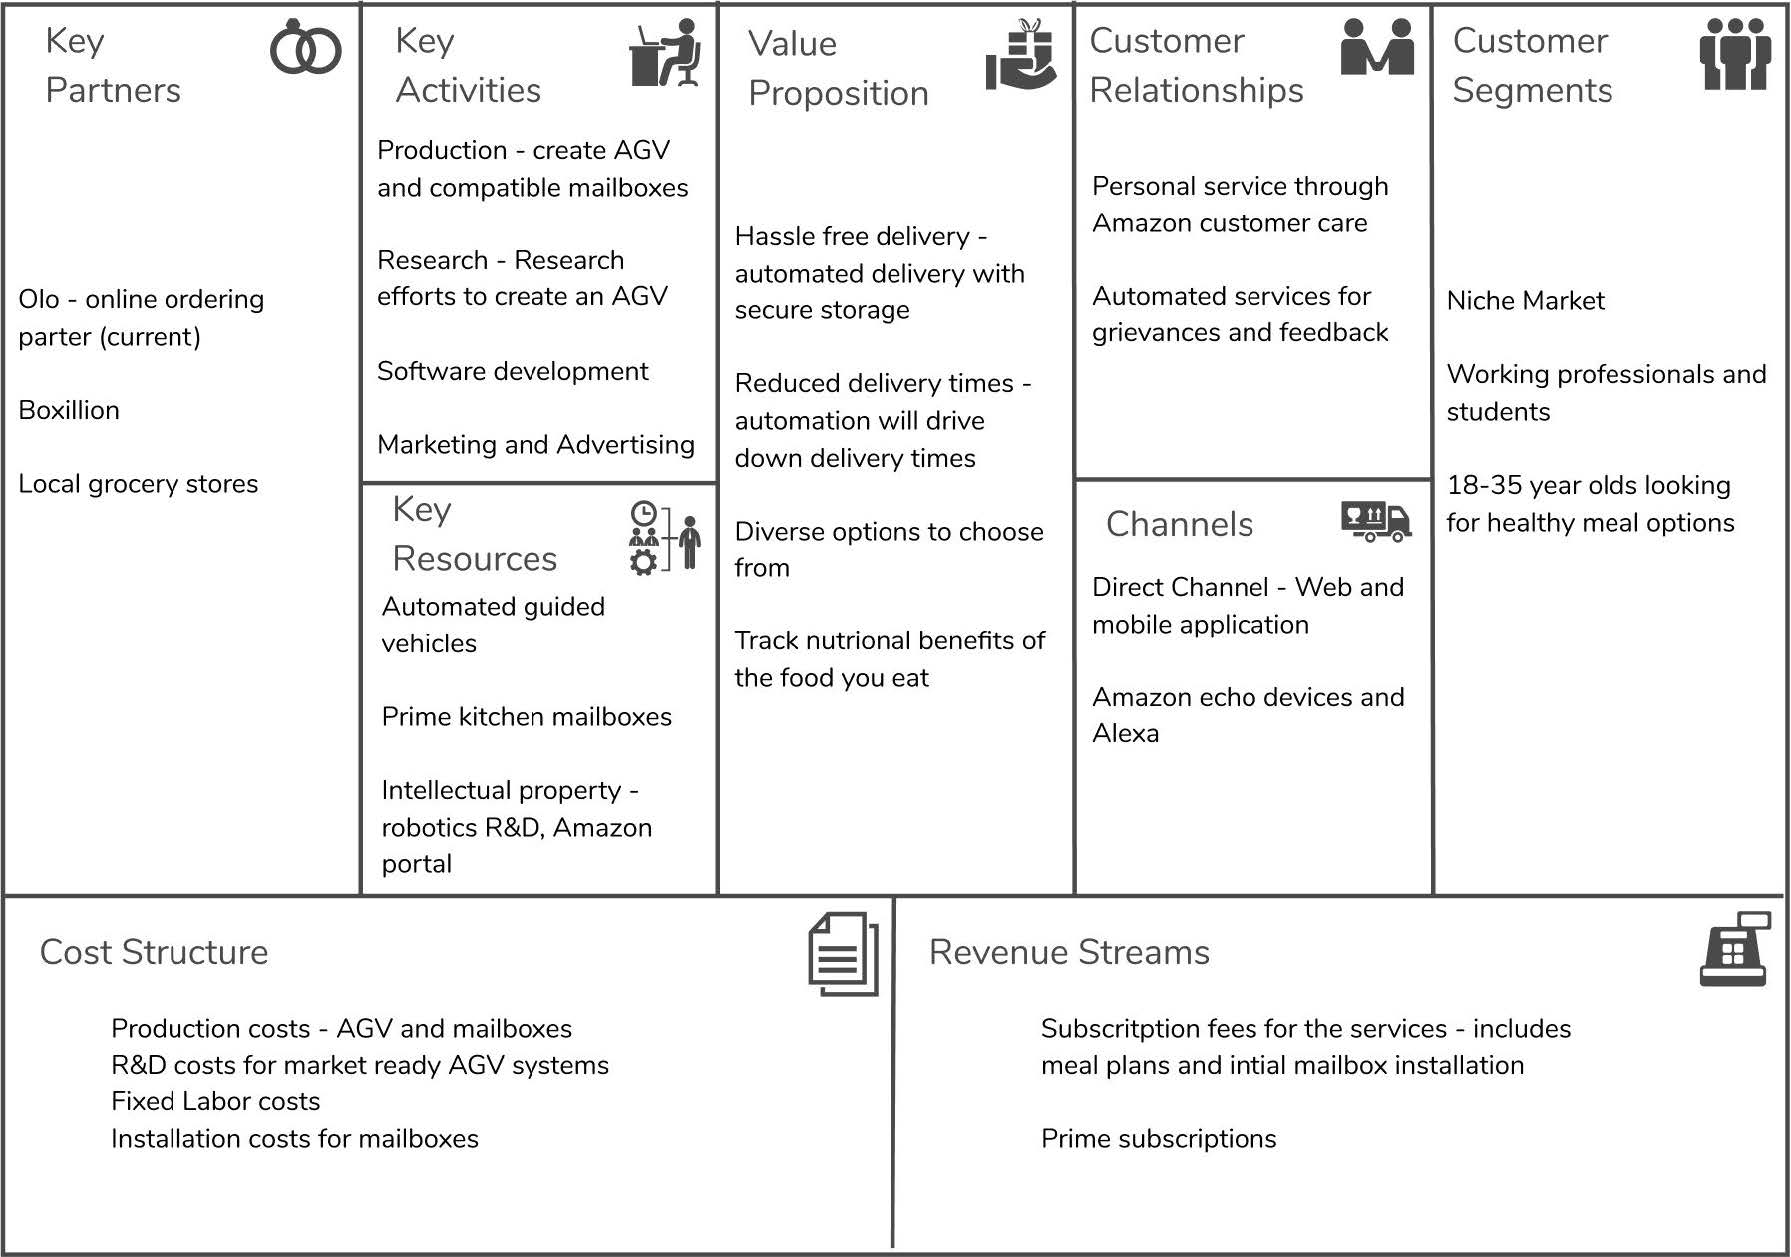 Key
Partners
Olo - online ordering
parter (current)
Boxillion
Local grocery stores
Key
Activities
Production - create AGV
and compatible mailboxes
Research - Research
efforts to create an AGV
Software development
Marketing and Advertising
Key
Resources
Automated guided
vehicles
Prime kitchen mailboxes
Intellectual property -
robotics R&D, Amazon
portal
Value
Proposition
Hassle free delivery -
automated delivery with
secure storage
Reduced delivery times -
automation will drive
down delivery times
Diverse options to choose
from
Track nutrional benefits of
the food you eat
Customer
Relationships
Personal service through
Amazon customer care
Automated services for
grievances and feedback
Channels
Direct Channel - Web and
mobile application
Amazon echo devices and
Alexa
Customer
Segments
Niche Market
Working professionals and
students
18-35 year olds looking
for healthy meal options
Cost Structure
Production costs - AGV and mailboxes
R&D costs for market ready AGV systems
Fixed Labor costs
Installation costs for mailboxes
Revenue Streams
Subscritption fees for the services - includes
meal plans and intial mailbox installation
Prime subscriptions